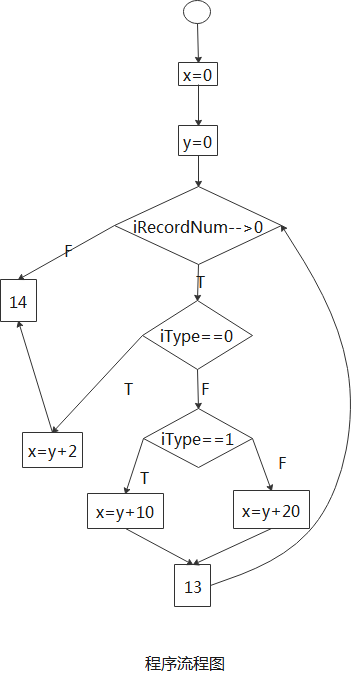 x=0
y=0
iRecordNum-->0
F
T
14
iType==0
T
F
iType==1
x=y+2
T
F
x=y+10
x=y+20
13
程序流程图